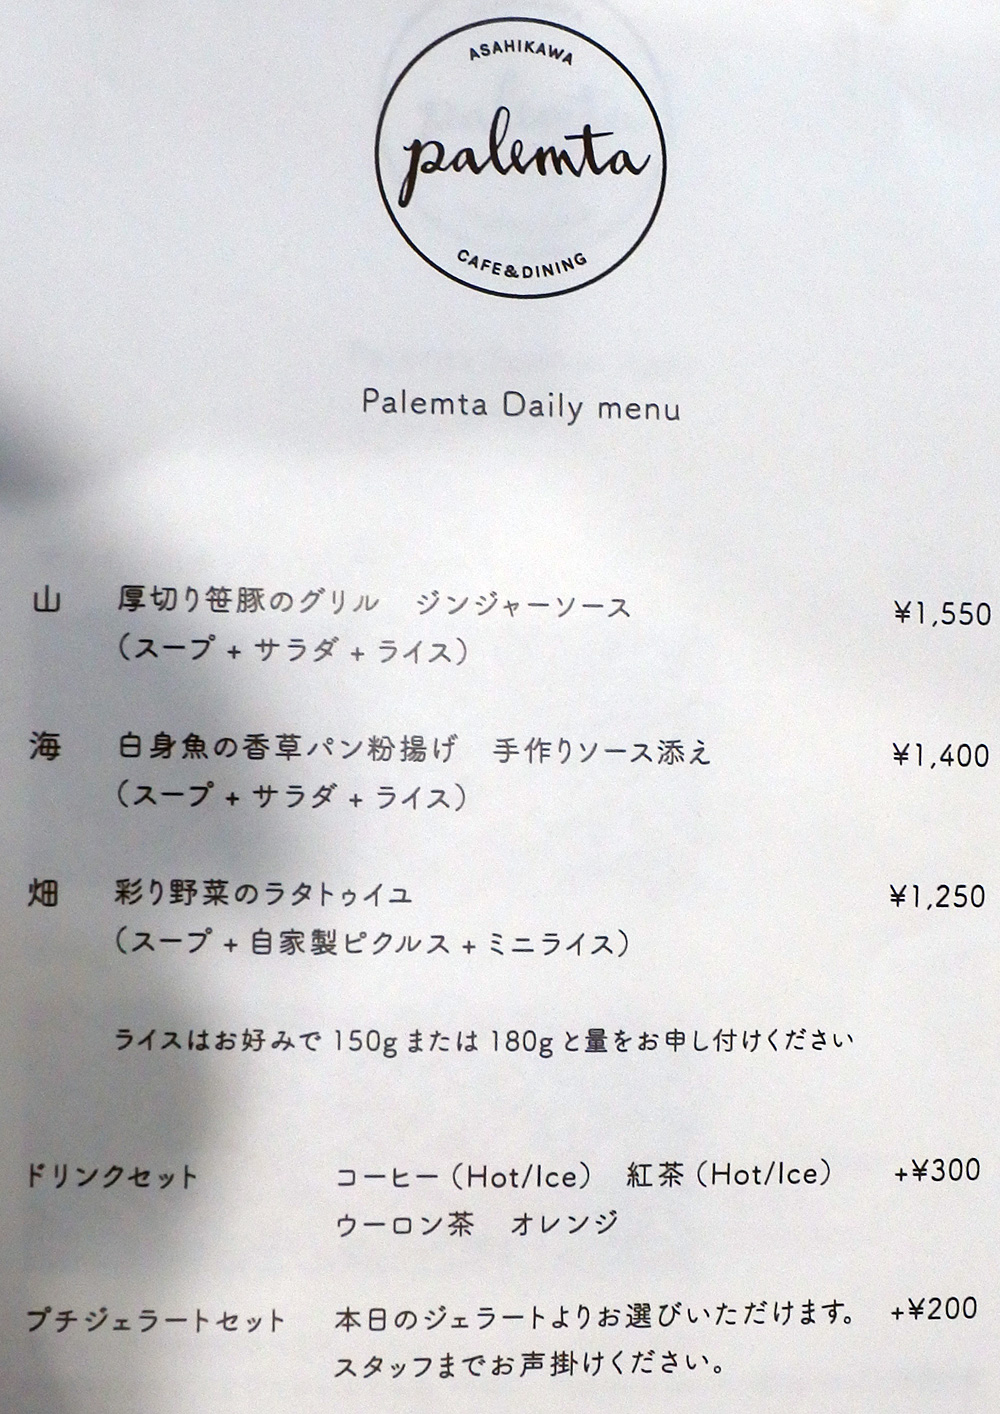 ASAHIKAWA
palemta
CAFE&DINING
Palemta Daily menu
山 厚切り笹豚のグリル ジンジャーソース ¥1,550
(スープ + サラダ + ライス)
海 白身魚の香草パン粉揚げ 手作りソース添え ¥1,400
(スープ + サラダ + ライス)
畑 彩り野菜のラタトゥイユ ¥1,250
(スープ + 自家製ピクルス + ミニライス)
ライスはお好みで 150g または 180g と量をお申し付けください
ドリンクセット コーヒー(Hot/Ice) 紅茶(Hot/Ice) +¥300
ウーロン茶 オレンジ
プチジェラートセット 本日のジェラートよりお選びいただけます。 +¥200
スタッフまでお声掛けください。